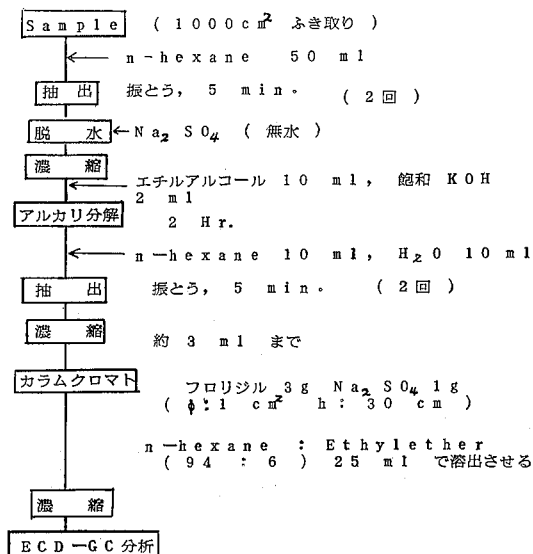 Sample ( 1000cm² ふき取り )
n-hexane 50 ml
抽出 振とう, 5 min。 ( 2回 )
脱水 Na₂SO₄ ( 無水 )
濃縮
エチルアルコール 10 ml, 飽和 KOH
2 ml
アルカリ分解
2 Hr.
n-hexane 10 ml, H₂O 10 ml
抽出 振とう, 5 min。 ( 2回 )
濃縮 約 3 ml まで
カラムクロマト フロリジル 3g Na₂SO₄ 1g
( φ:1 cm² h:30 cm )
n-hexane : Ethylether
( 94 : 6 ) 25 ml で溶出させる
濃縮
ECD-GC分析